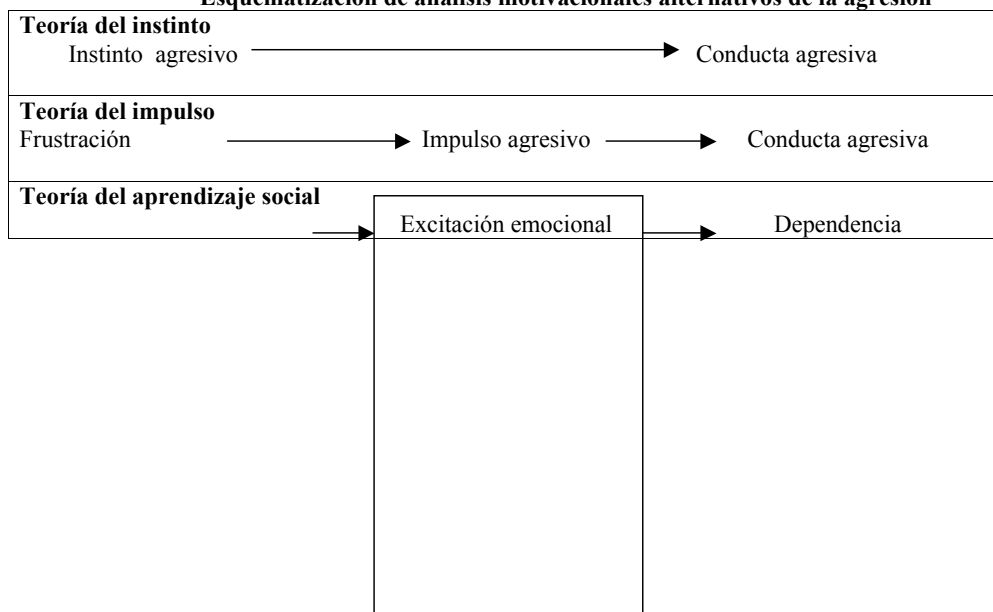 Esquematización de análisis motivacionales alternativos de la agresión
Teoría del instinto
Instinto agresivo Conducta agresiva
Teoría del impulso
Frustración Impulso agresivo Conducta agresiva
Teoría del aprendizaje social
Excitación emocional Dependencia